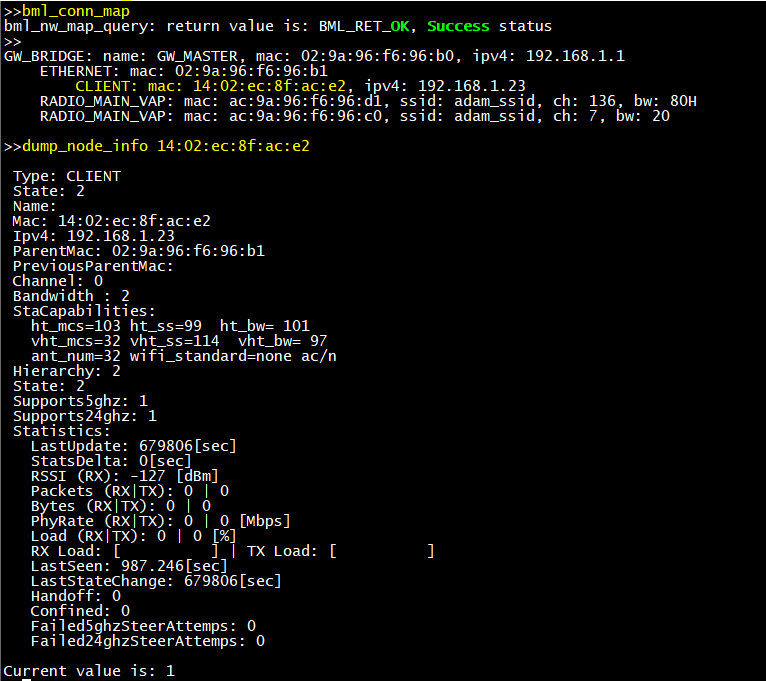 >>bml_conn_map
bml_nw_map_query: return value is: BML_RET_OK, Success status
>>
GW_BRIDGE: name: GW_MASTER, mac: 02:9a:96:f6:96:b0, ipv4: 192.168.1.1
    ETHERNET: mac: 02:9a:96:f6:96:b1
        CLIENT: mac: 14:02:ec:8f:ac:e2, ipv4: 192.168.1.23
    RADIO_MAIN_VAP: mac: ac:9a:96:f6:96:d1, ssid: adam_ssid, ch: 136, bw: 80H
    RADIO_MAIN_VAP: mac: ac:9a:96:f6:96:c0, ssid: adam_ssid, ch: 7, bw: 20
>>dump_node_info 14:02:ec:8f:ac:e2
 Type: CLIENT
 State: 2
 Name:
 Mac: 14:02:ec:8f:ac:e2
 Ipv4: 192.168.1.23
 ParentMac: 02:9a:96:f6:96:b1
 PreviousParentMac:
 Channel: 0
 Bandwidth : 2
 StaCapabilities:
   ht_mcs=103 ht_ss=99  ht_bw= 101
   vht_mcs=32 vht_ss=114  vht_bw= 97
   ant_num=32 wifi_standard=none ac/n
 Hierarchy: 2
 State: 2
 Supports5ghz: 1
 Supports24ghz: 1
 Statistics:
   LastUpdate: 679806[sec]
   StatsDelta: 0[sec]
   RSSI (RX): -127 [dBm]
   Packets (RX|TX): 0 | 0
   Bytes (RX|TX): 0 | 0
   PhyRate (RX|TX): 0 | 0 [Mbps]
   Load (RX|TX): 0 | 0 [%]
   RX Load: [          ] | TX Load: [          ]
   LastSeen: 987.246[sec]
   LastStateChange: 679806[sec]
   Handoff: 0
   Confined: 0
   Failed5ghzSteerAttemps: 0
   Failed24ghzSteerAttemps: 0
Current value is: 1